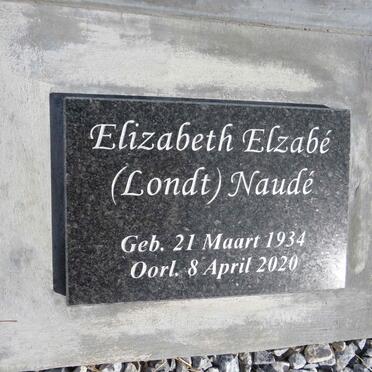 Elizabeth Elzabé
(Londt) Naudé
Geb. 21 Maart 1934
Oorl. 8 April 2020